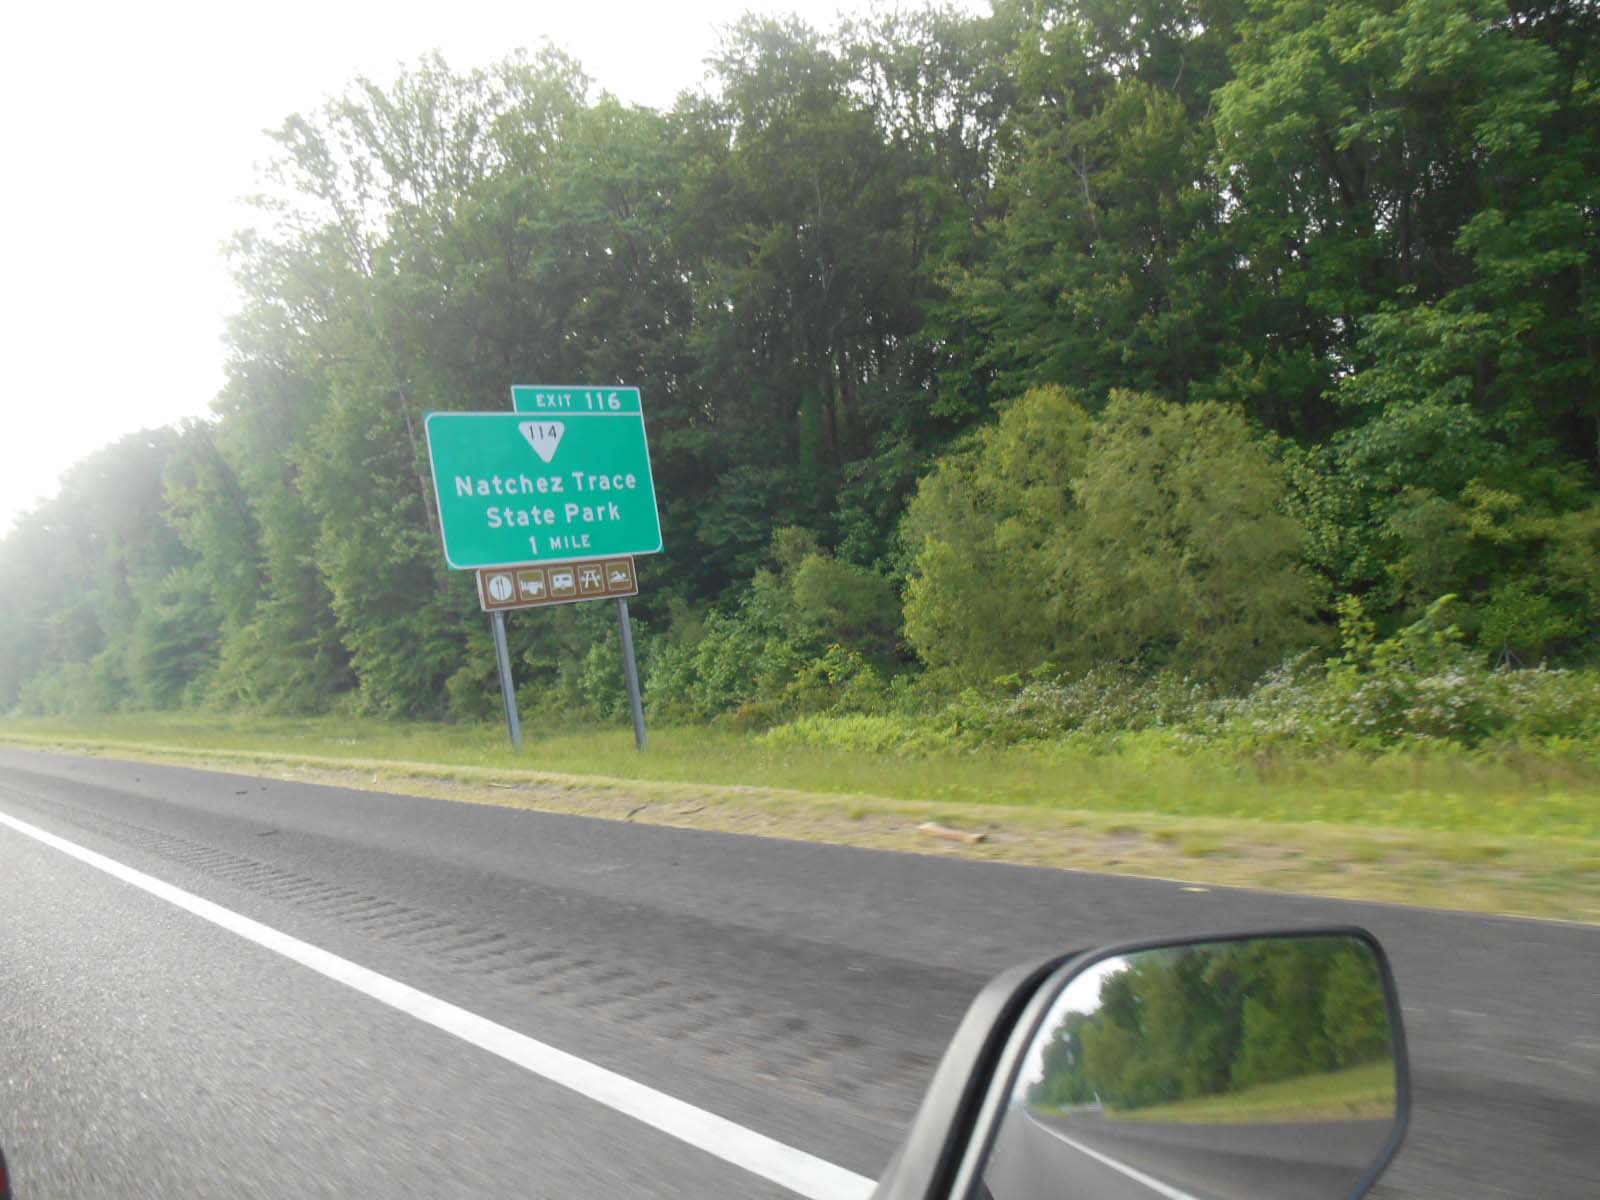 EXIT 116
114
Natchez Trace
State Park
1 MILE